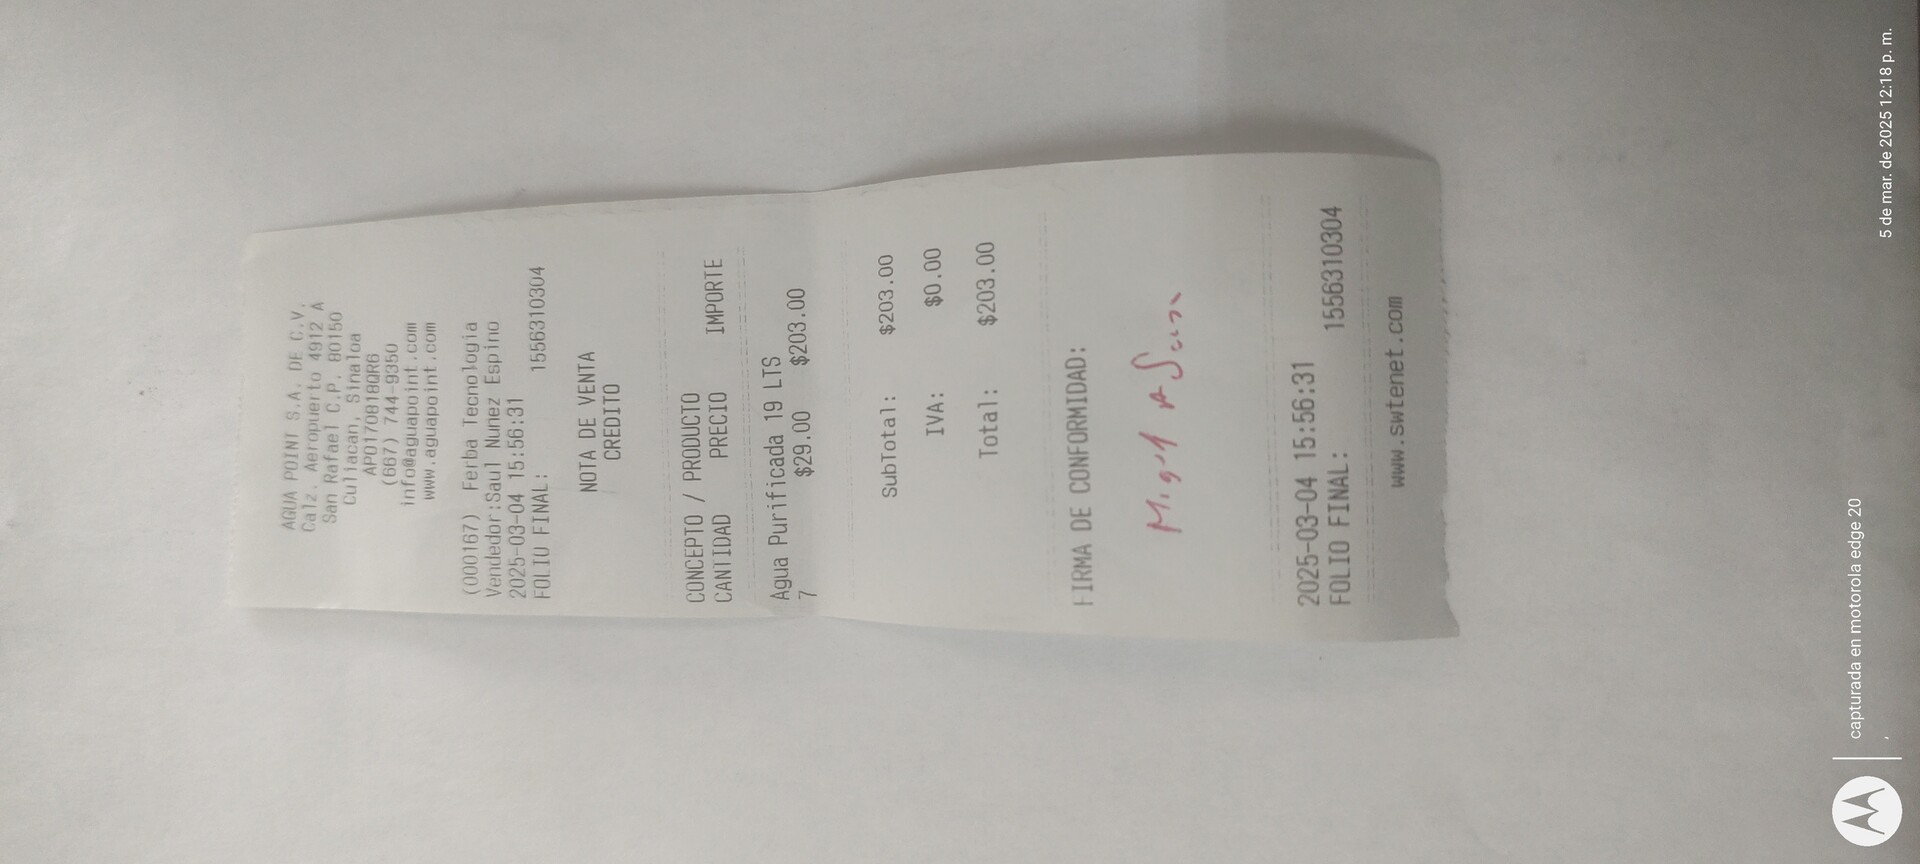 AGUA POINT S.A. DE C.V.
Calz. Aeropuerto 4912 A
San Rafael C.P. 80150
Culiacan, Sinaloa
APO170818QR6
(667) 744-9350
info@aguapoint.com
www.aguapoint.com
(000167) Ferba Tecnologia
Vendedor:Saul Nunez Espino
2025-03-04 15:56:31
FOLIO FINAL: 1556310304
NOTA DE VENTA
CREDITO
CONCEPTO / PRODUCTO
CANTIDAD PRECIO IMPORTE
Agua Purificada 19 LTS
7 $29.00 $203.00
SubTotal: $203.00
IVA: $0.00
Total: $203.00
FIRMA DE CONFORMIDAD:
2025-03-04 15:56:31
FOLIO FINAL: 1556310304
www.swtenet.com
capturada en motorola edge 20
5 de mar. de 2025 12:18 p. m.